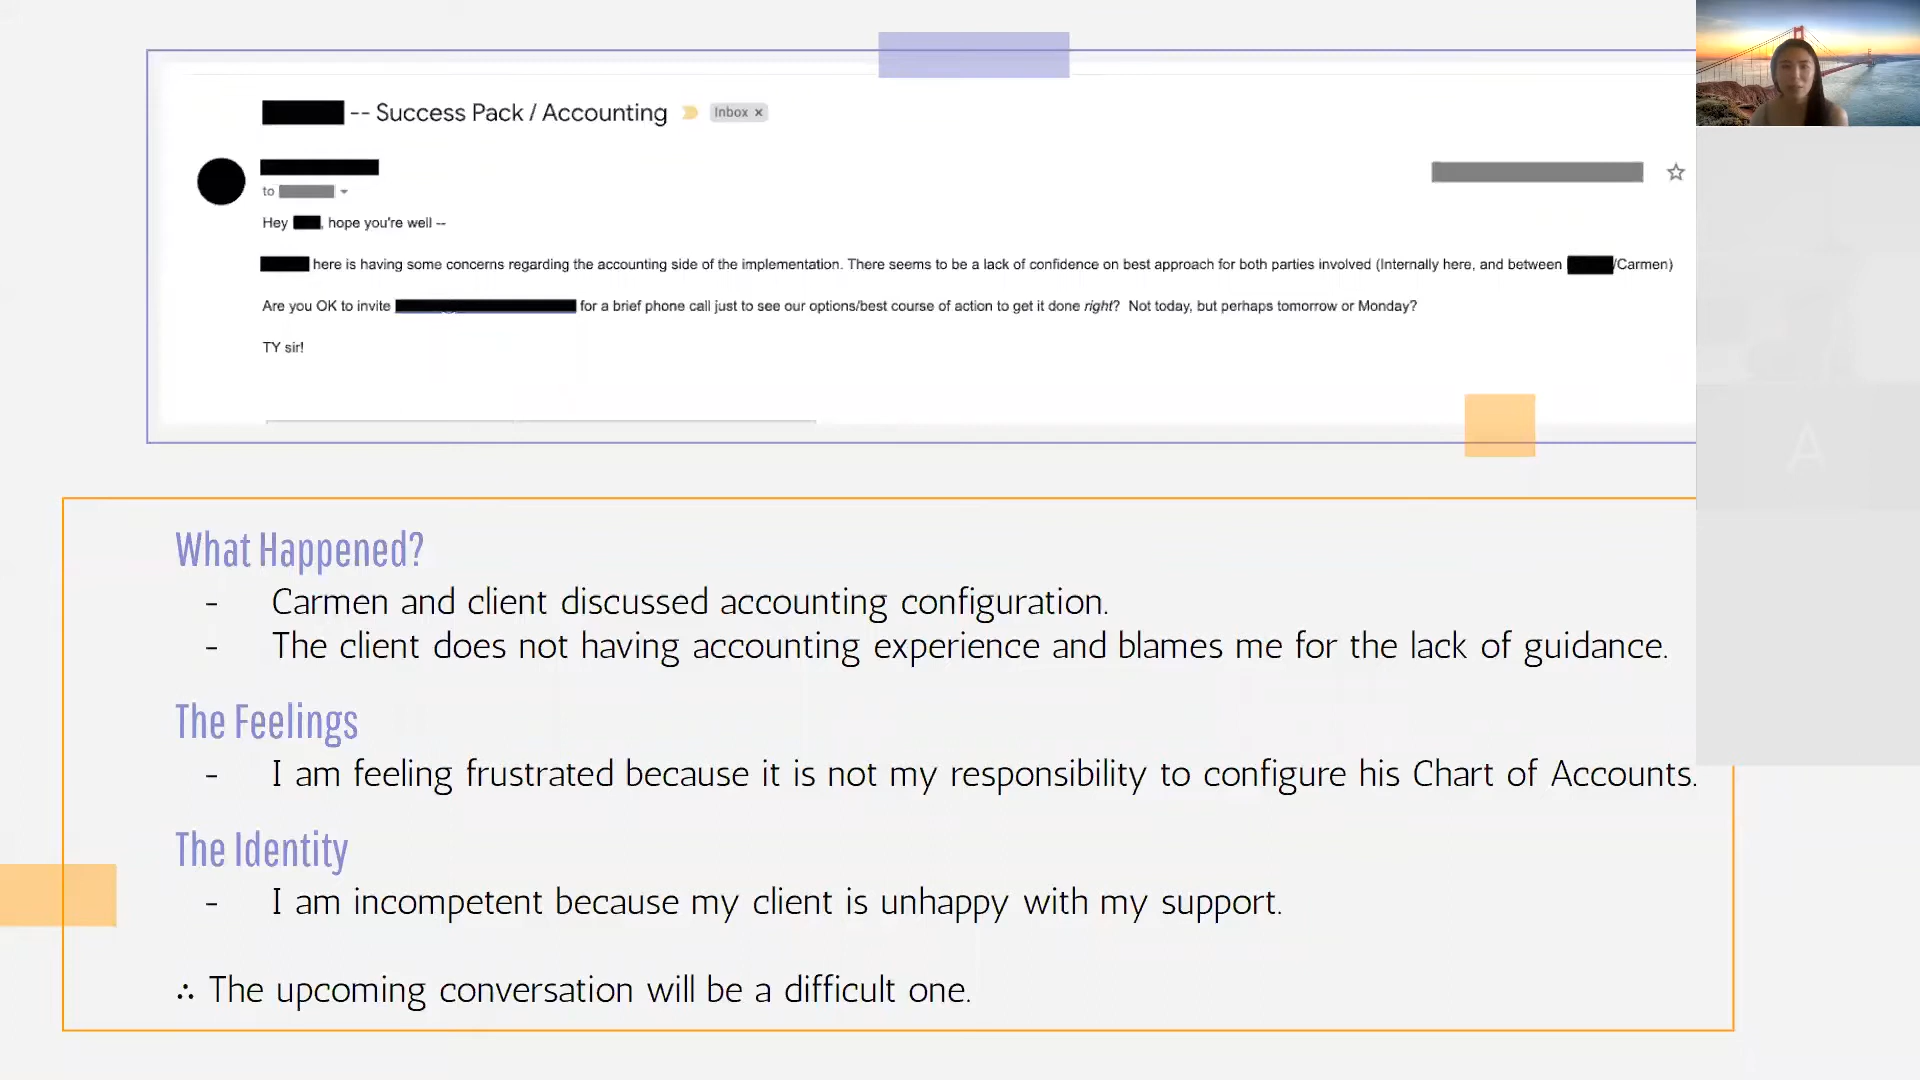 -- Success Pack / Accounting Inbox ×
to
Hey , hope you're well --
here is having some concerns regarding the accounting side of the implementation. There seems to be a lack of confidence on best approach for both parties involved (Internally here, and between /Carmen)
Are you OK to invite for a brief phone call just to see our options/best course of action to get it done right? Not today, but perhaps tomorrow or Monday?
TY sir!
A
What Happened?
- Carmen and client discussed accounting configuration.
- The client does not having accounting experience and blames me for the lack of guidance.
The Feelings
- I am feeling frustrated because it is not my responsibility to configure his Chart of Accounts.
The Identity
- I am incompetent because my client is unhappy with my support.
∴ The upcoming conversation will be a difficult one.